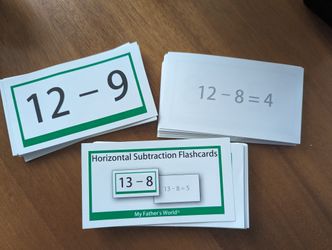 12 – 9
12 – 8 = 4
Horizontal Subtraction Flashcards
13 – 8
13 – 8 = 5
My Father's World®